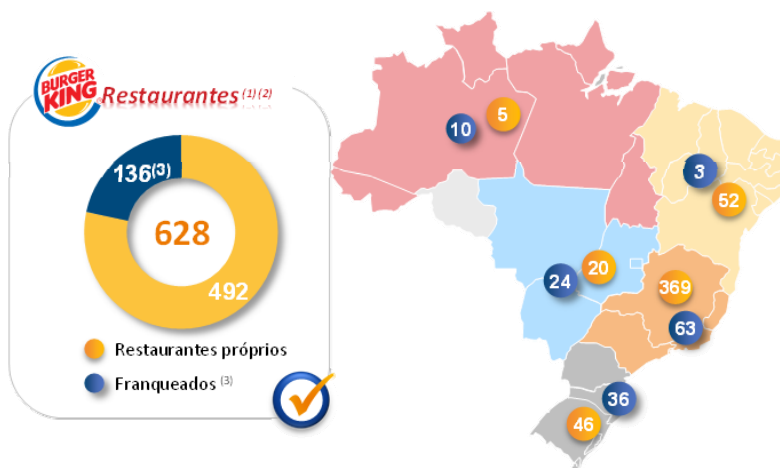 BURGER
KING
Restaurantes (1) (2)
136(3)
628
492
Restaurantes próprios
Franqueados (3)
10
5
3
52
20
24
369
63
36
46